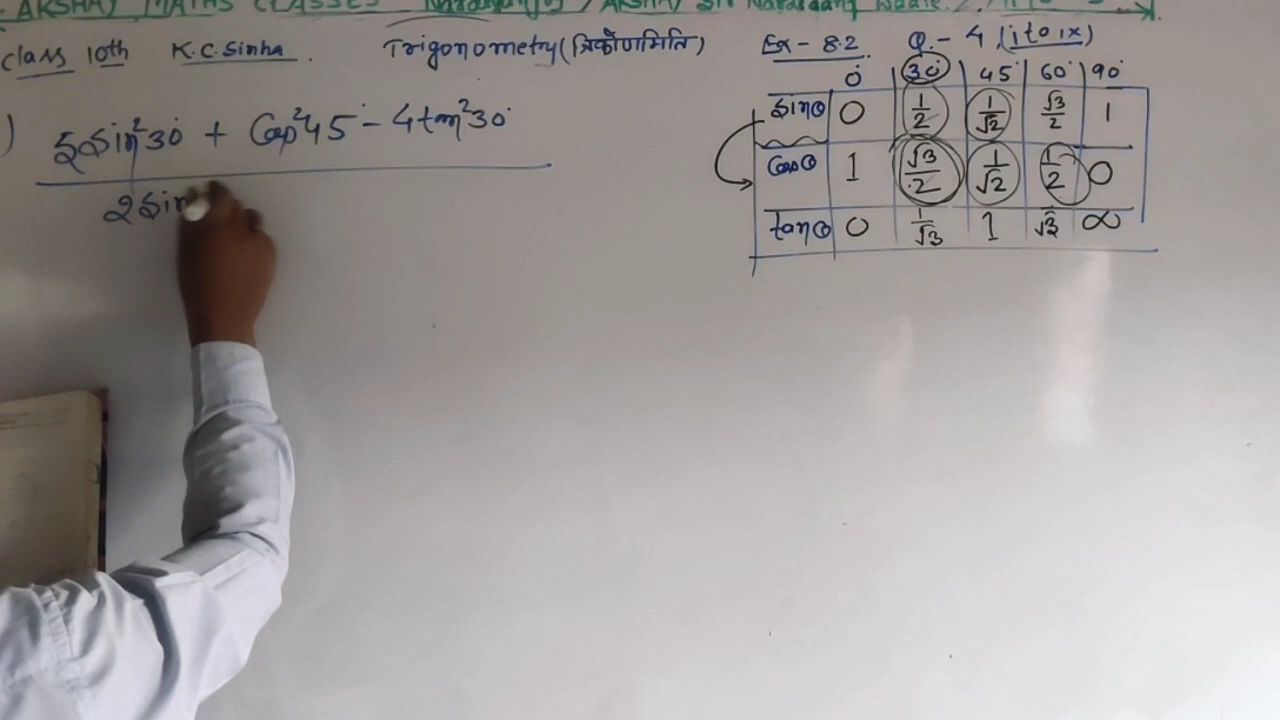 AKSHAY MATHS CLASSES Narayanpur / AKSHAY Sir
Class 10th K.C. Sinha. Trigonometry (त्रिकोणमिति) Ex - 8.2 Q. - 4 (i to ix)
0° 30° 45° 60° 90°
sinθ 0 1/2 1/√2 √3/2 1
cosθ 1 √3/2 1/√2 1/2 0
tanθ 0 1/√3 1 √3 ∞
) 5sin²30° + cos²45° - 4tan²30°
2sin